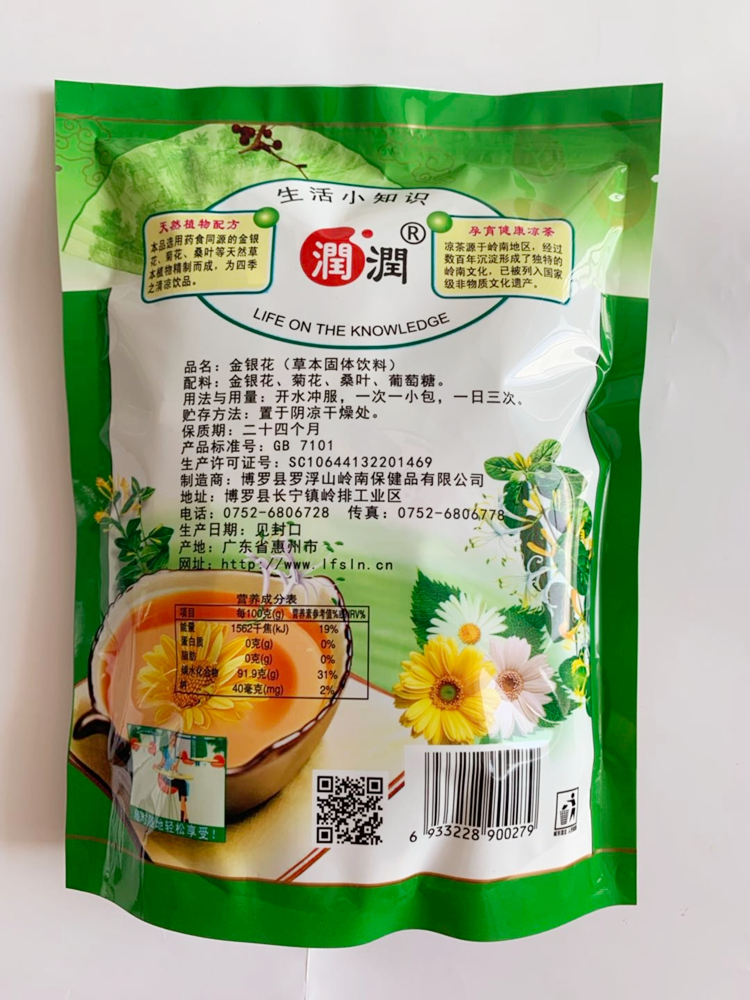 生活小知识
天然植物配方
本品选用药食同源的金银
花、菊花、桑叶等天然草
本植物精制而成，为四季
之清凉饮品。
潤潤®
孕育健康凉茶
凉茶源于岭南地区，经过
数百年沉淀形成了独特的
岭南文化，已被列入国家
级非物质文化遗产。
LIFE ON THE KNOWLEDGE
品名：金银花（草本固体饮料）
配料：金银花、菊花、桑叶、葡萄糖。
用法与用量：开水冲服，一次一小包，一日三次。
贮存方法：置于阴凉干燥处。
保质期：二十四个月
产品标准号：GB 7101
生产许可证号：SC10644132201469
制造商：博罗县罗浮山岭南保健品有限公司
地址：博罗县长宁镇岭排工业区
电话：0752-6806728 传真：0752-6806778
生产日期：见封口
产地：广东省惠州市
网址：http://www.lfsln.cn
营养成分表
项目 每100克(g) 营养素参考值%或NRV%
能量 1562千焦(kJ) 19%
蛋白质 0克(g) 0%
脂肪 0克(g) 0%
碳水化合物 91.9克(g) 31%
钠 40毫克(mg) 2%
地轻松享受！
6 933228 900279